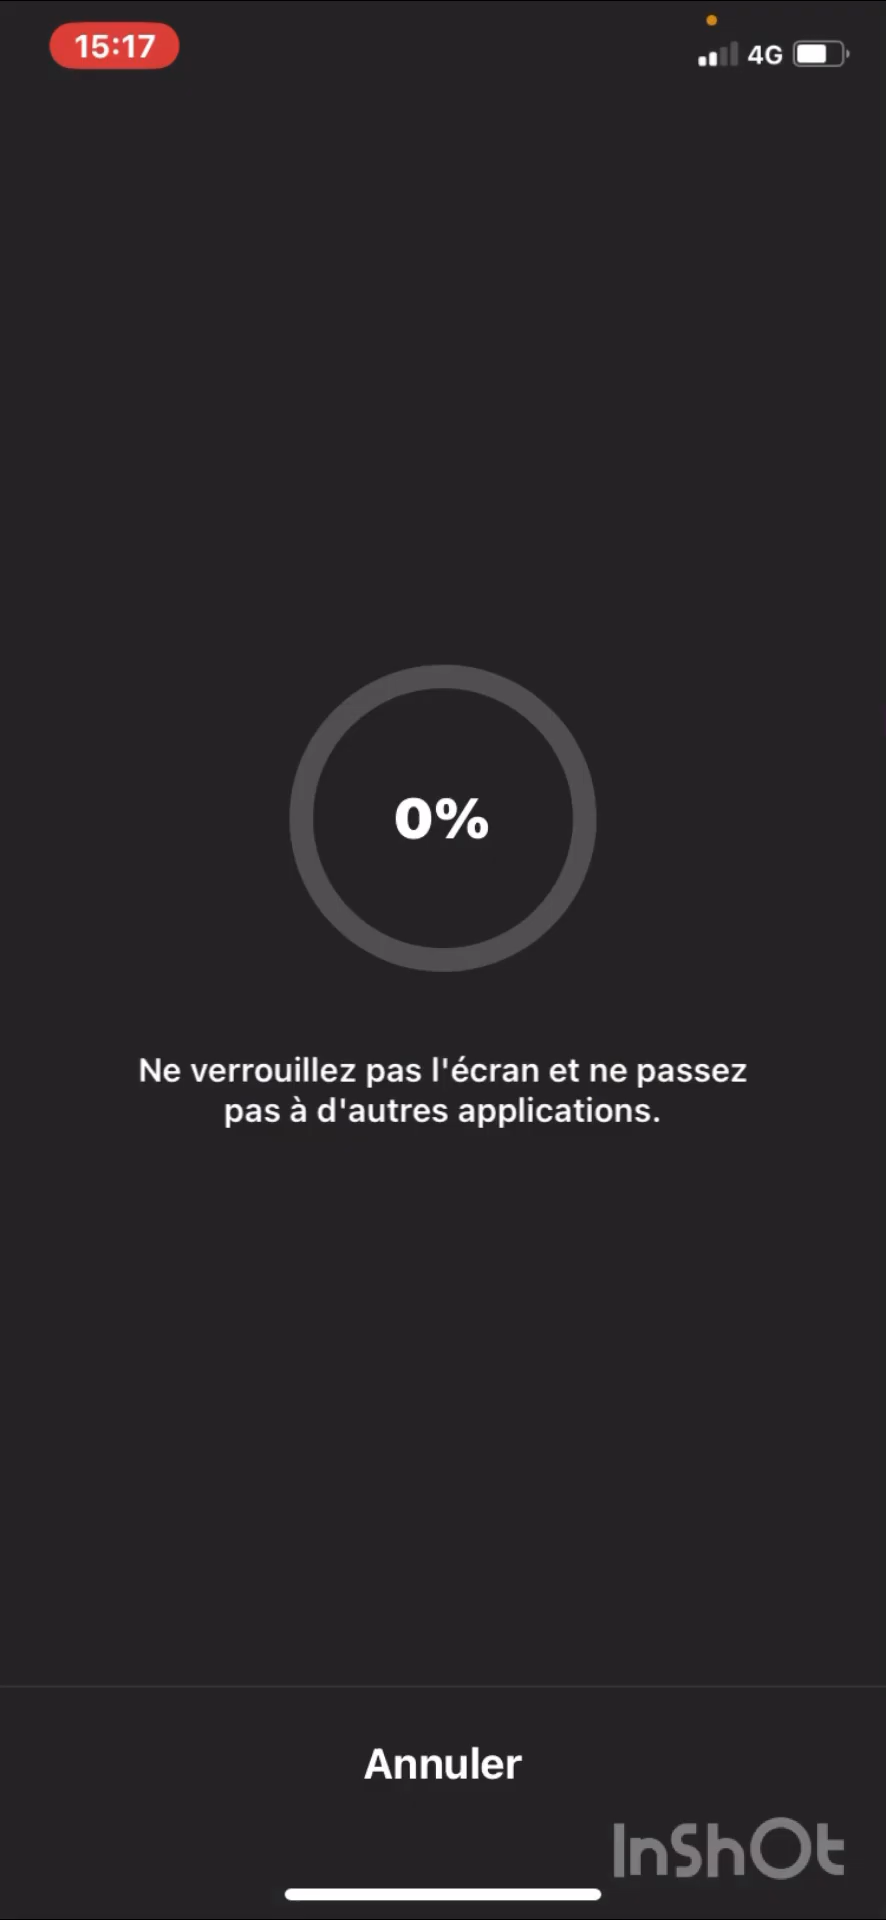 15:17
4G
0%
Ne verrouillez pas l'écran et ne passez
pas à d'autres applications.
Annuler
InShOt